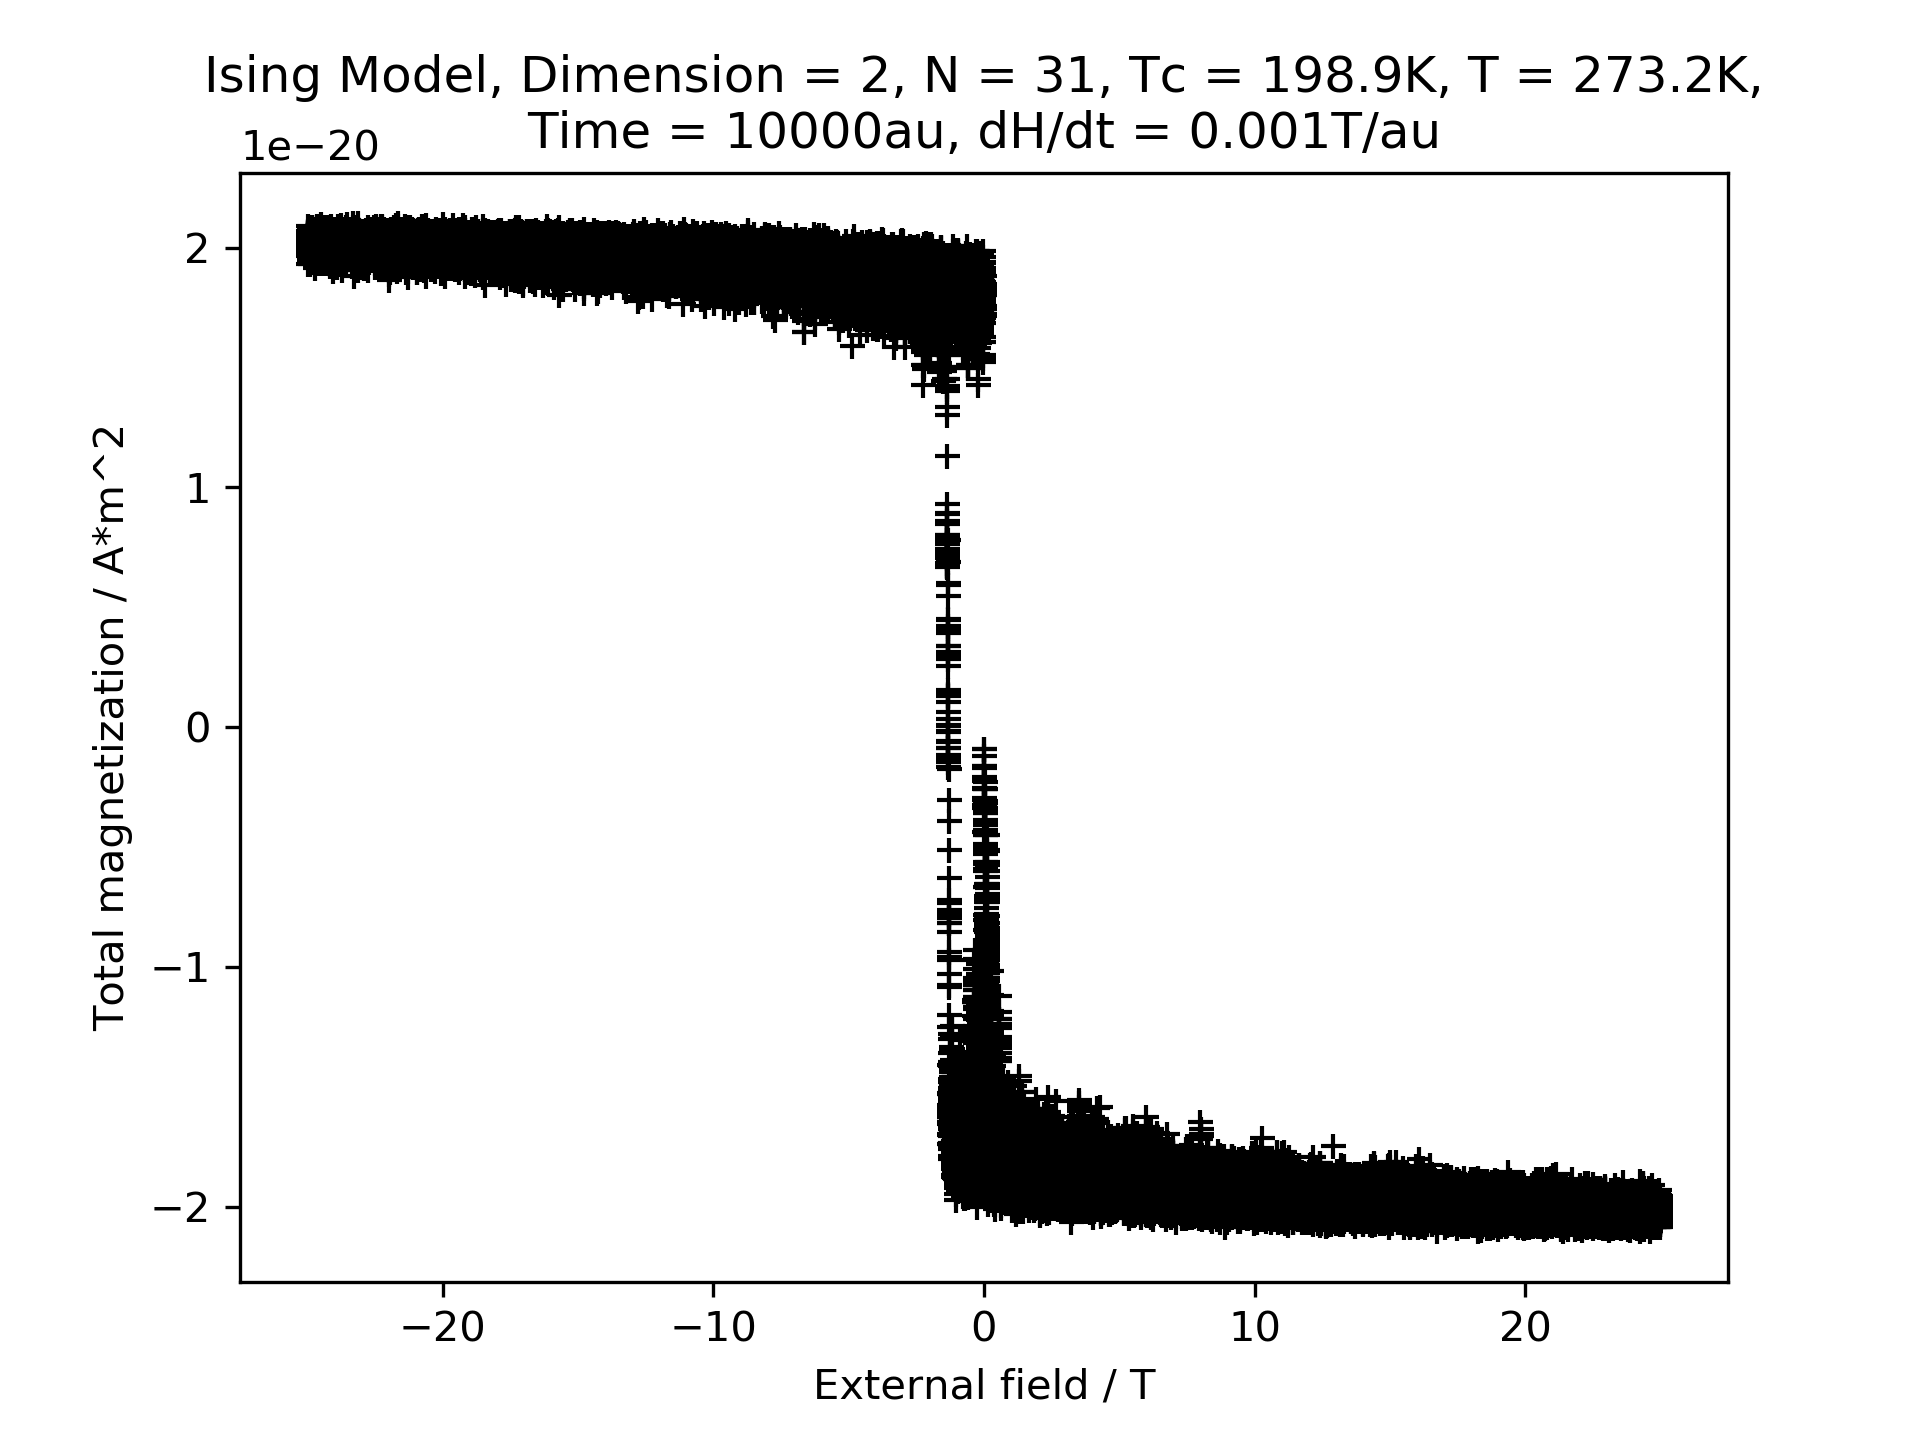 Ising Model, Dimension = 2, N = 31, Tc = 198.9K, T = 273.2K,
Time = 10000au, dH/dt = 0.001T/au
1e−20
2
1
0
−1
−2
Total magnetization / A*m^2
−20
−10
0
10
20
External field / T